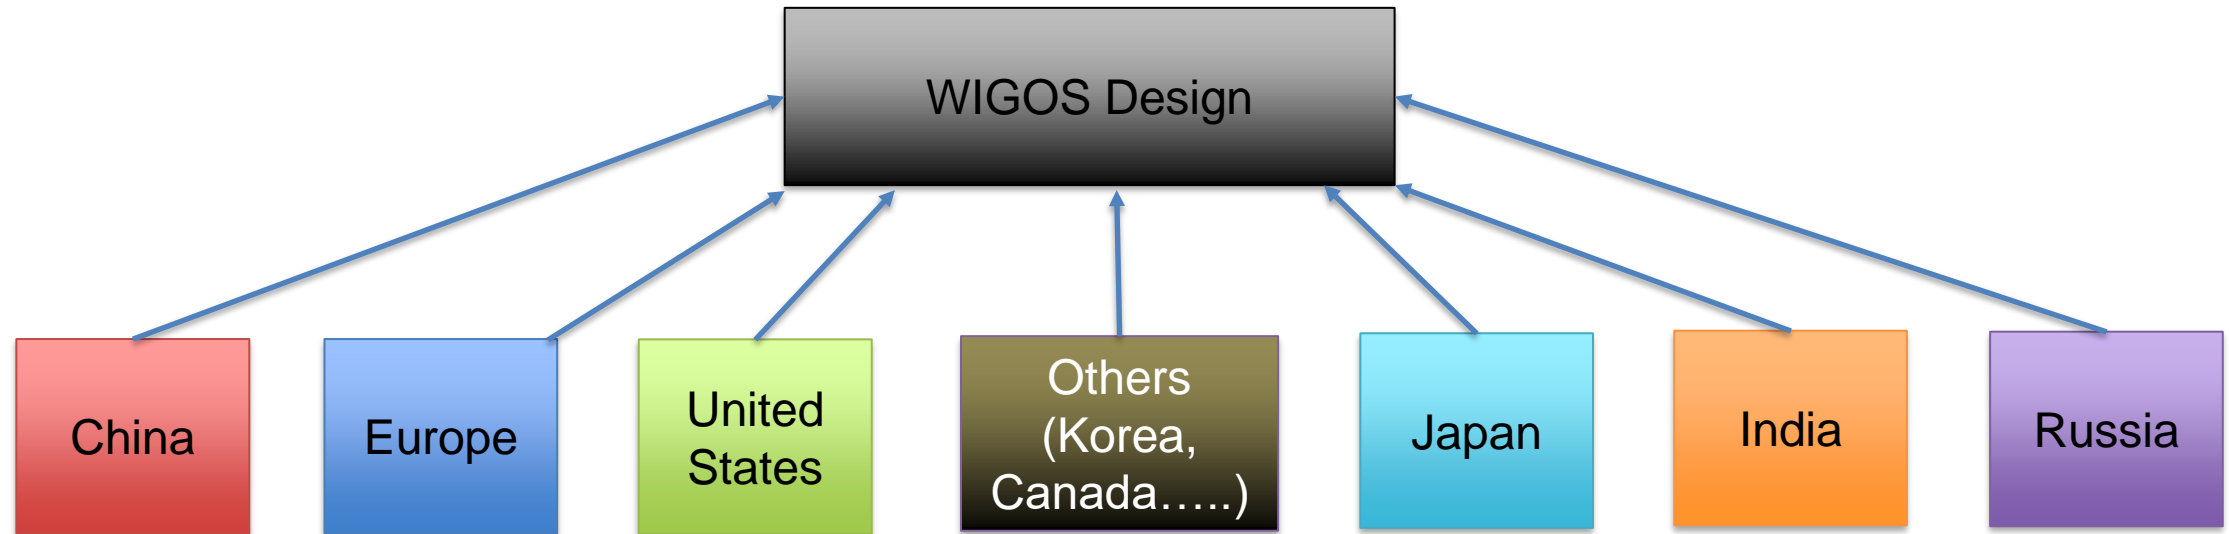 WIGOS Design
China
Europe
United
States
Others
(Korea,
Canada…..)
Japan
India
Russia